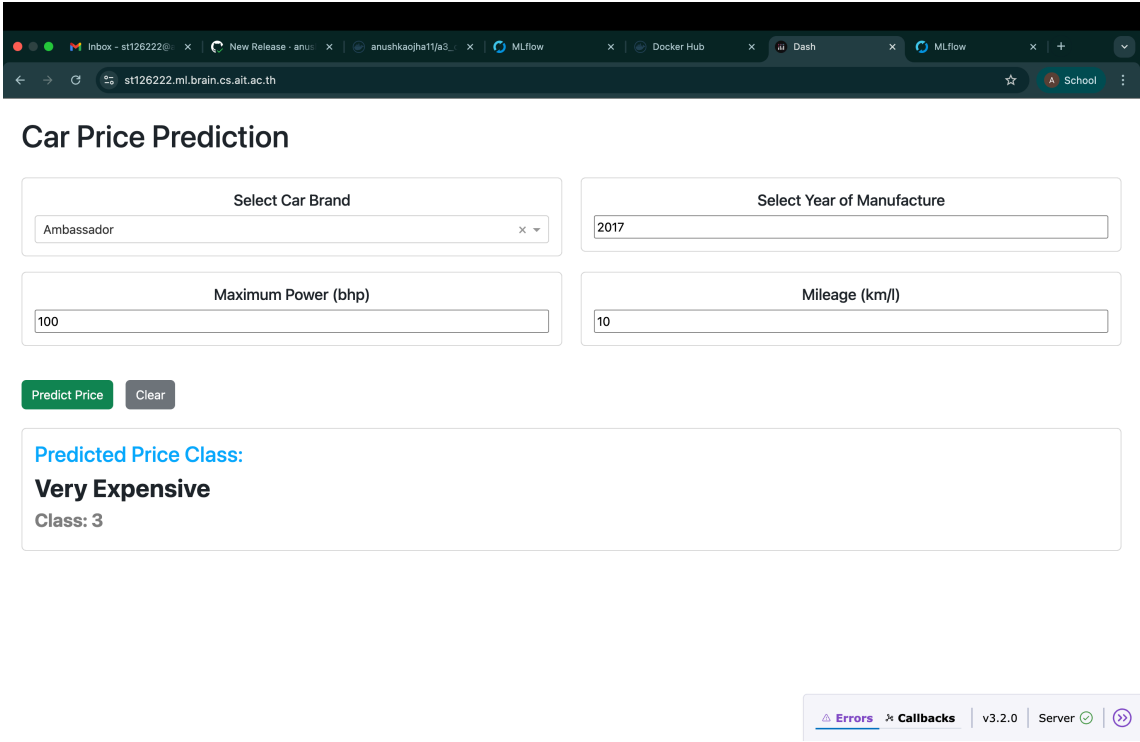 Inbox - st126222@a
New Release · anus
anushkaojha11/a3_
MLflow
Docker Hub
Dash
MLflow
st126222.ml.brain.cs.ait.ac.th
A School
Car Price Prediction
Select Car Brand
Ambassador
Select Year of Manufacture
2017
Maximum Power (bhp)
100
Mileage (km/l)
10
Predict Price Clear
Predicted Price Class:
Very Expensive
Class: 3
Errors Callbacks v3.2.0 Server